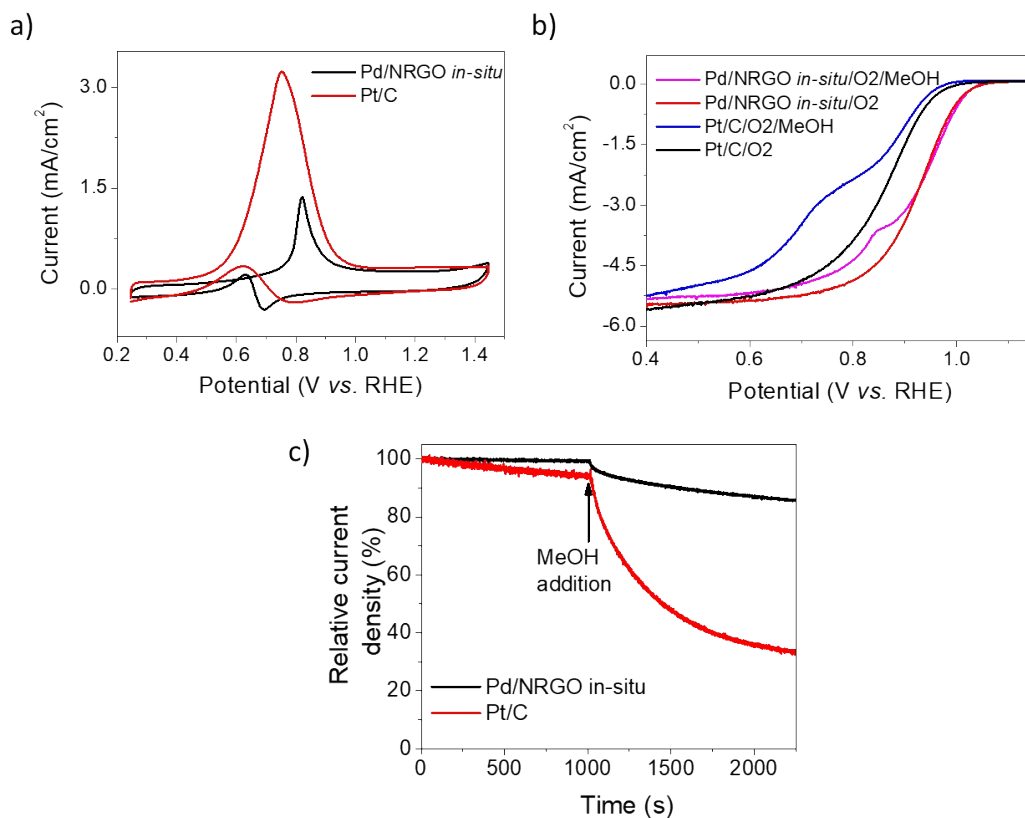 a)
Current (mA/cm²)
3.0
1.5
0.0
Pd/NRGO in-situ
Pt/C
0.2 0.4 0.6 0.8 1.0 1.2 1.4
Potential (V vs. RHE)
b)
Current (mA/cm²)
0.0
-1.5
-3.0
-4.5
-6.0
Pd/NRGO in-situ/O2/MeOH
Pd/NRGO in-situ/O2
Pt/C/O2/MeOH
Pt/C/O2
0.4 0.6 0.8 1.0
Potential (V vs. RHE)
c)
Relative current
density (%)
100
80
60
40
20
0
MeOH
addition
Pd/NRGO in-situ
Pt/C
0 500 1000 1500 2000
Time (s)